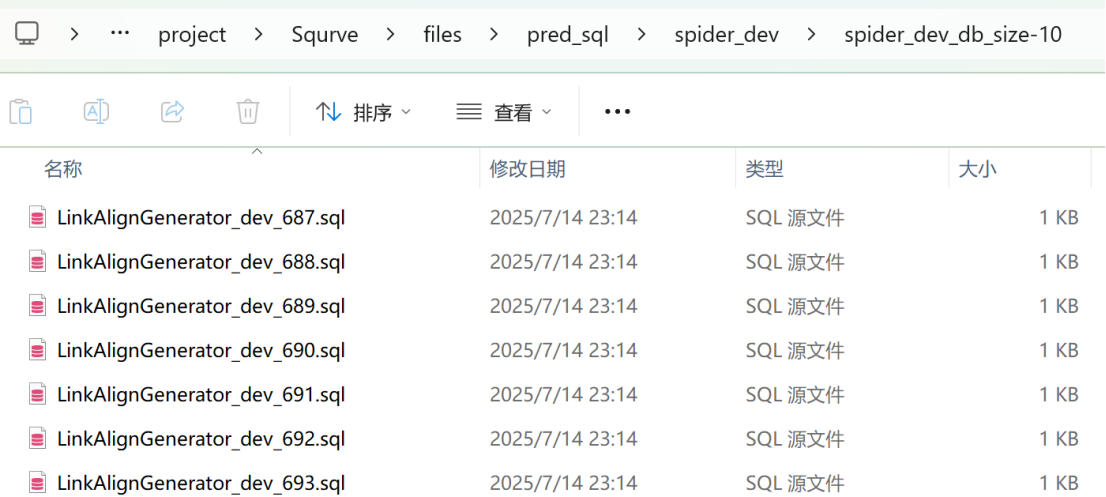 > ... project > Squrve > files > pred_sql > spider_dev > spider_dev_db_size-10
排序 查看 ...
名称 修改日期 类型 大小
LinkAlignGenerator_dev_687.sql 2025/7/14 23:14 SQL 源文件 1 KB
LinkAlignGenerator_dev_688.sql 2025/7/14 23:14 SQL 源文件 1 KB
LinkAlignGenerator_dev_689.sql 2025/7/14 23:14 SQL 源文件 1 KB
LinkAlignGenerator_dev_690.sql 2025/7/14 23:14 SQL 源文件 1 KB
LinkAlignGenerator_dev_691.sql 2025/7/14 23:14 SQL 源文件 1 KB
LinkAlignGenerator_dev_692.sql 2025/7/14 23:14 SQL 源文件 1 KB
LinkAlignGenerator_dev_693.sql 2025/7/14 23:14 SQL 源文件 1 KB